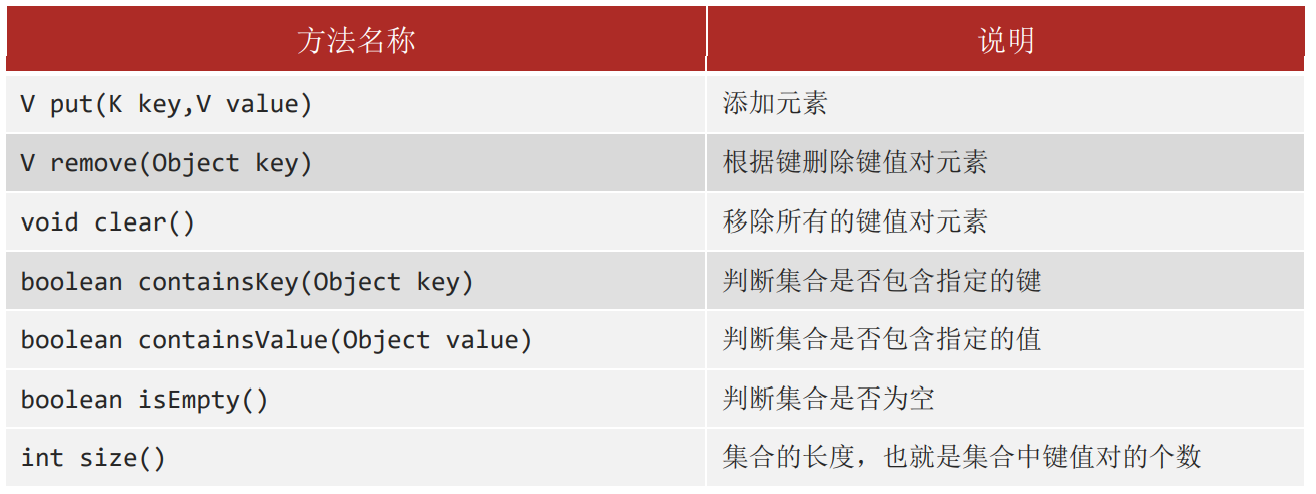 方法名称 说明
V put(K key,V value) 添加元素
V remove(Object key) 根据键删除键值对元素
void clear() 移除所有的键值对元素
boolean containsKey(Object key) 判断集合是否包含指定的键
boolean containsValue(Object value) 判断集合是否包含指定的值
boolean isEmpty() 判断集合是否为空
int size() 集合的长度，也就是集合中键值对的个数